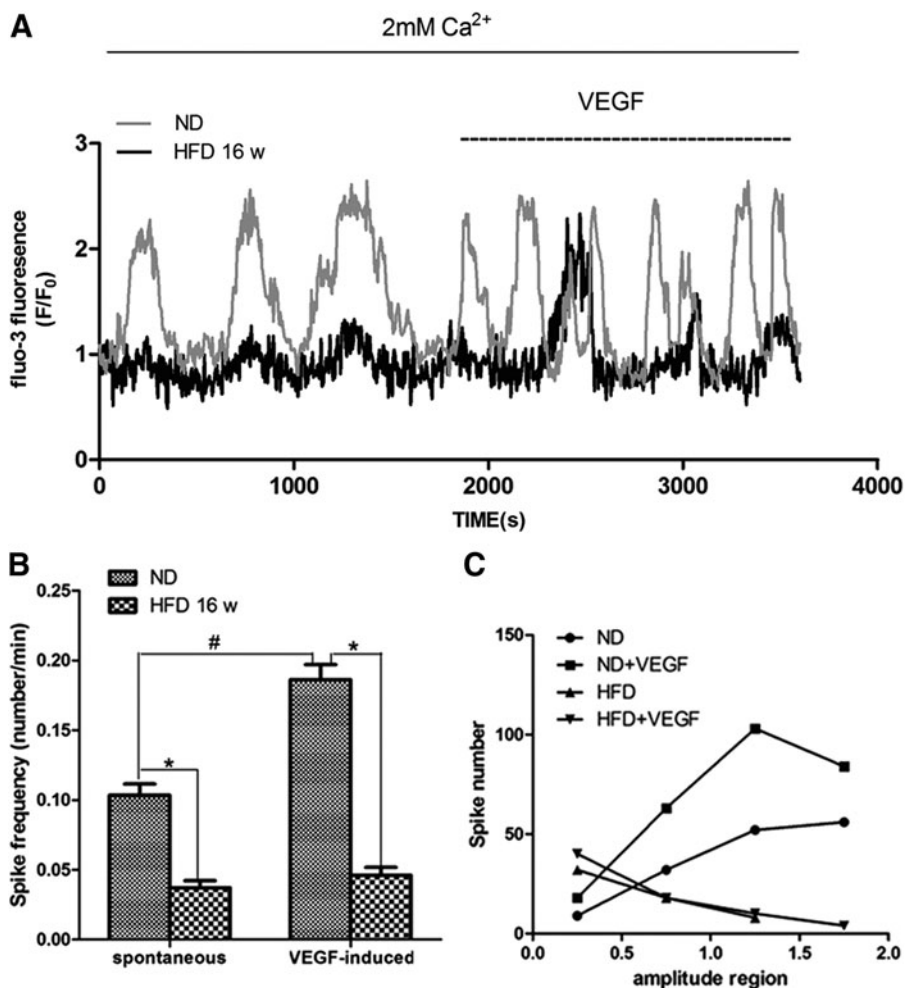 A
2mM Ca²⁺
VEGF
ND
HFD 16 w
fluo-3 fluoresence
(F/F₀)
3
2
1
0
0 1000 2000 3000 4000
TIME(s)
B
ND
HFD 16 w
Spike frequency (number/min)
0.25
0.20
0.15
0.10
0.05
0.00
# *
*
spontaneous VEGF-induced
C
ND
ND+VEGF
HFD
HFD+VEGF
Spike number
150
100
50
0
0.0 0.5 1.0 1.5 2.0
amplitude region